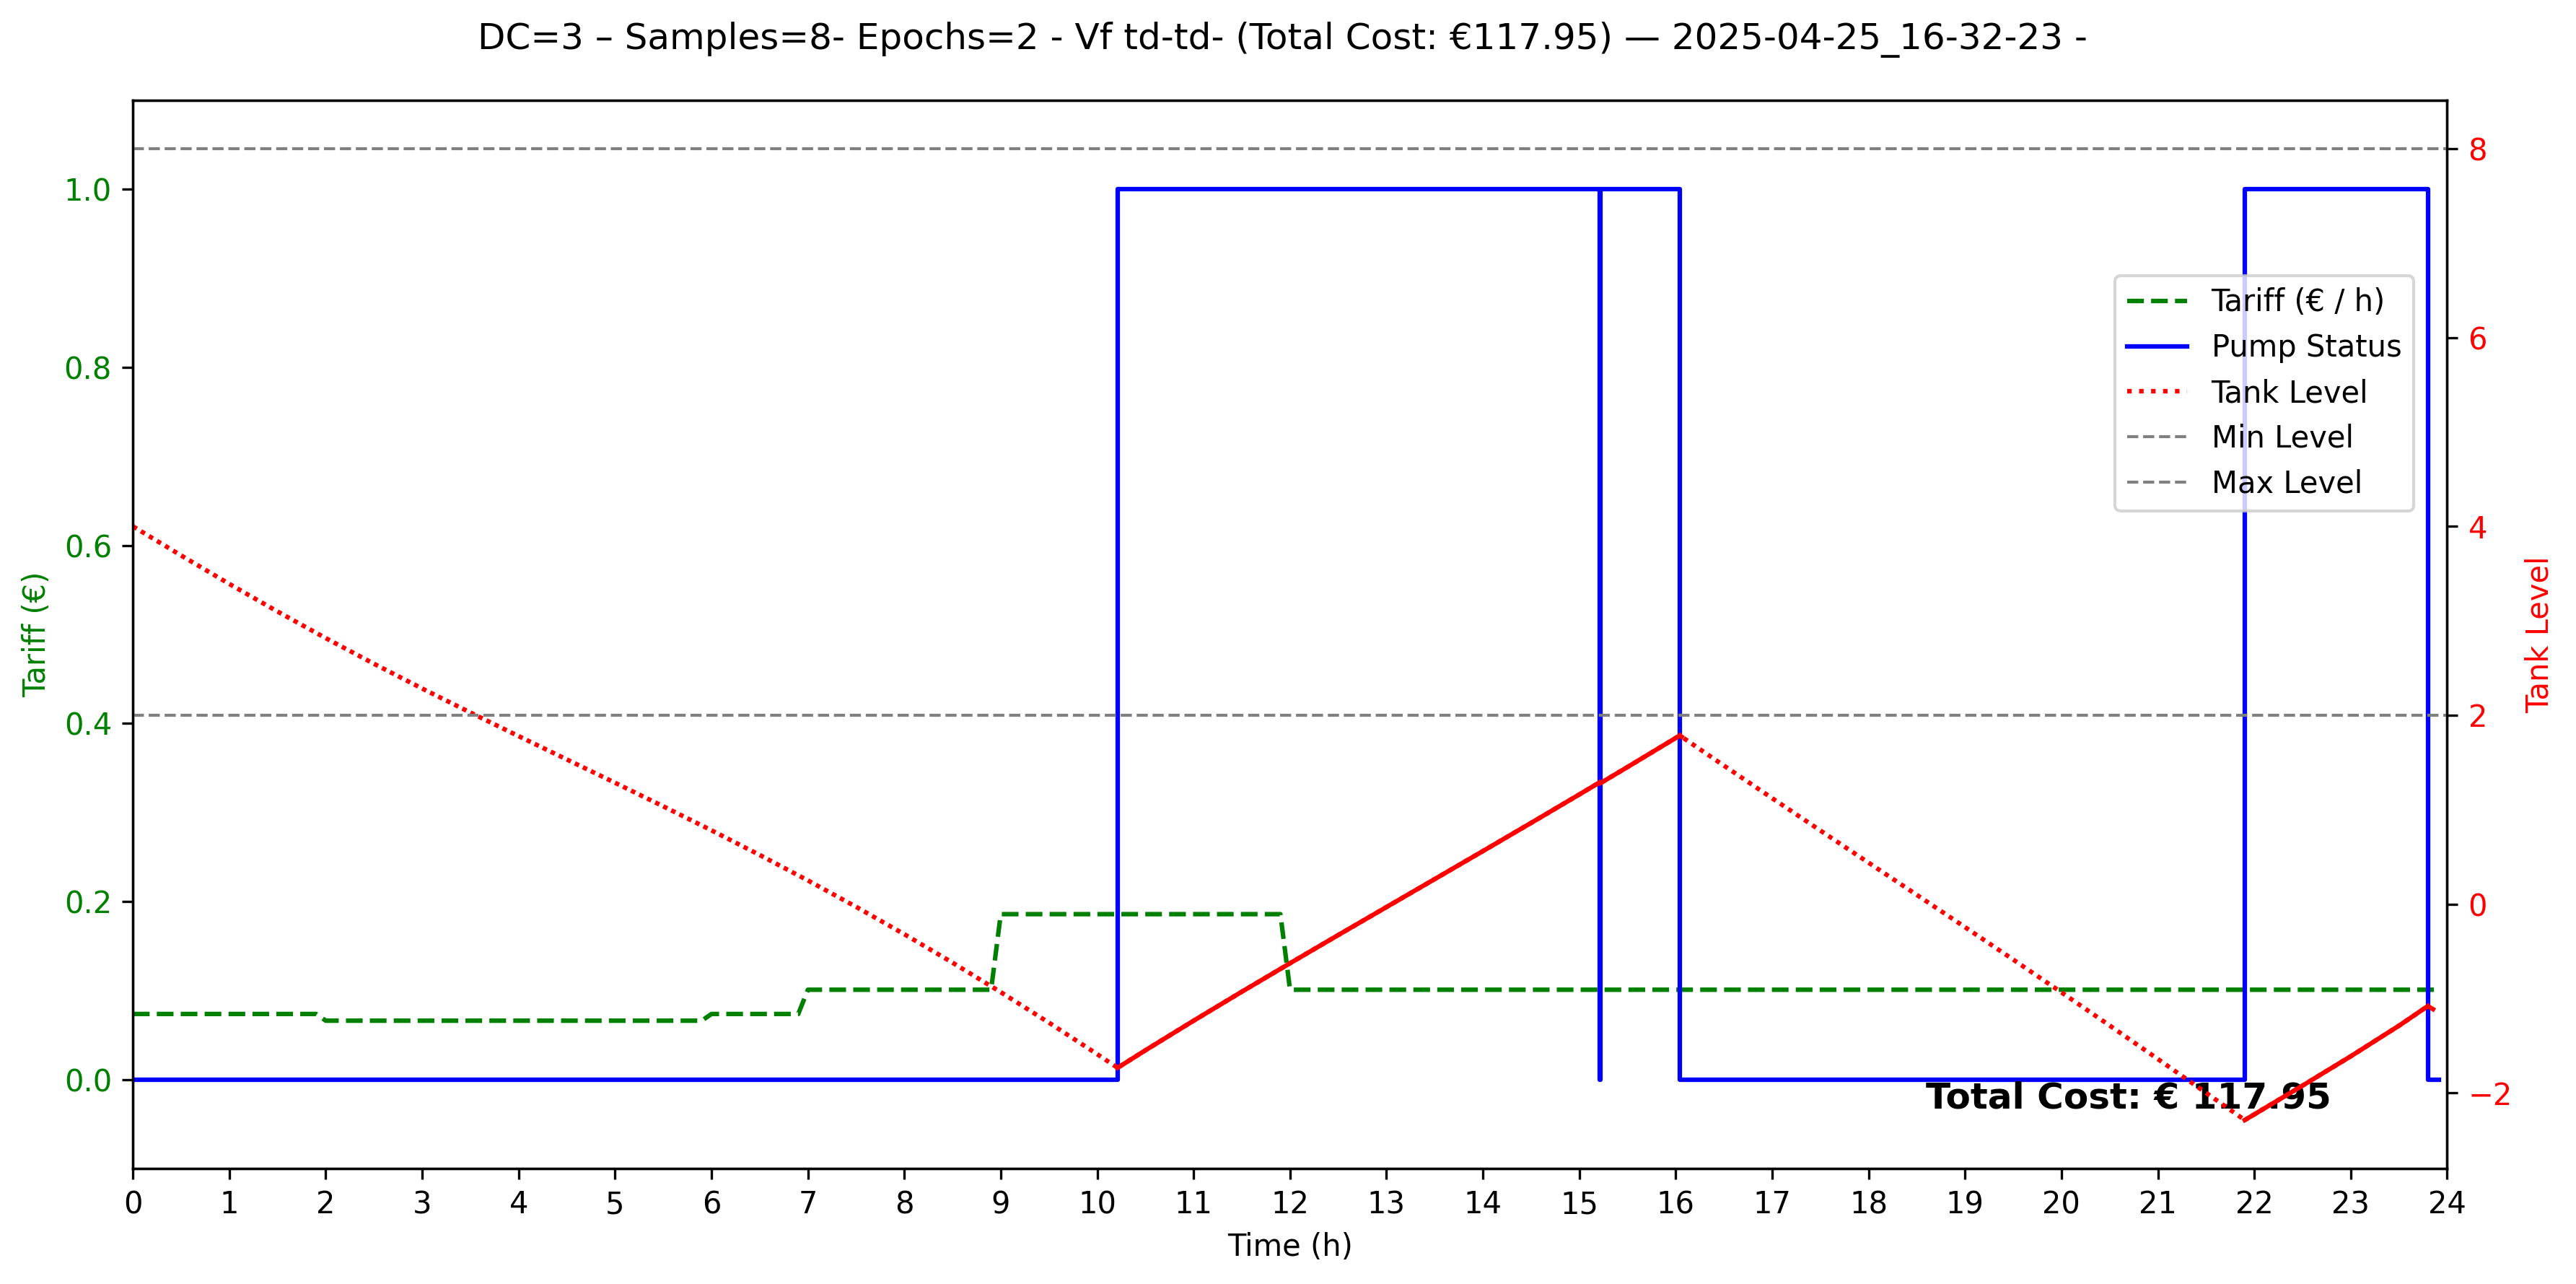 DC=3 – Samples=8- Epochs=2 - Vf td-td- (Total Cost: €117.95) — 2025-04-25_16-32-23 -
Tariff (€)
1.0
0.8
0.6
0.4
0.2
0.0
8
6
4
2
0
−2
Tank Level
Tariff (€ / h)
Pump Status
Tank Level
Min Level
Max Level
Total Cost: € 117.95
0 1 2 3 4 5 6 7 8 9 10 11 12 13 14 15 16 17 18 19 20 21 22 23 24
Time (h)